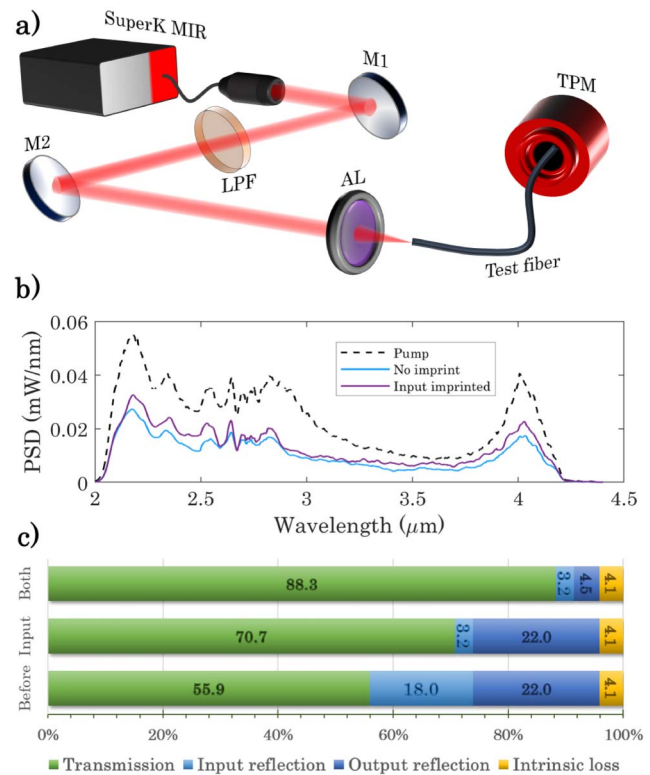 a)
SuperK MIR
M1
TPM
M2
LPF
AL
Test fiber
b)
0.06
0.04
0.02
0
PSD (mW/nm)
Pump
No imprint
Input imprinted
2 2.5 3 3.5 4 4.5
Wavelength (μm)
c)
Both 88.3 3.2 4.5 4.1
Input 70.7 3.2 22.0 4.1
Before 55.9 18.0 22.0 4.1
0% 20% 40% 60% 80% 100%
Transmission Input reflection Output reflection Intrinsic loss